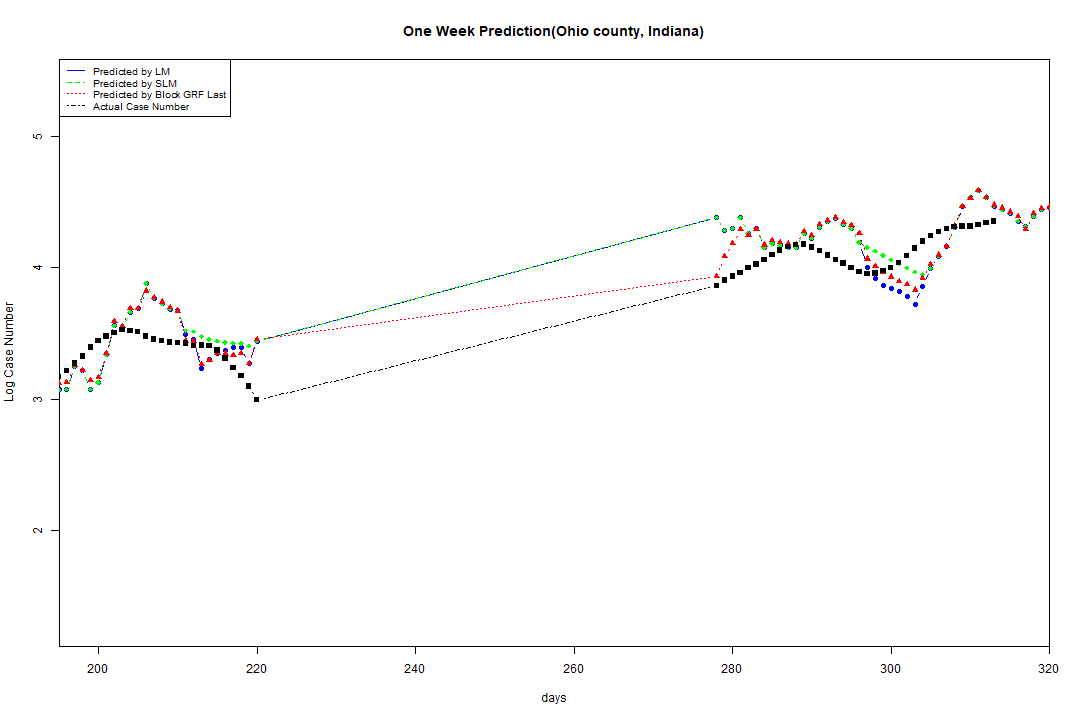 One Week Prediction(Ohio county, Indiana)
Predicted by LM
Predicted by SLM
Predicted by Block GRF Last
Actual Case Number
5
4
3
2
Log Case Number
200 220 240 260 280 300 320
days